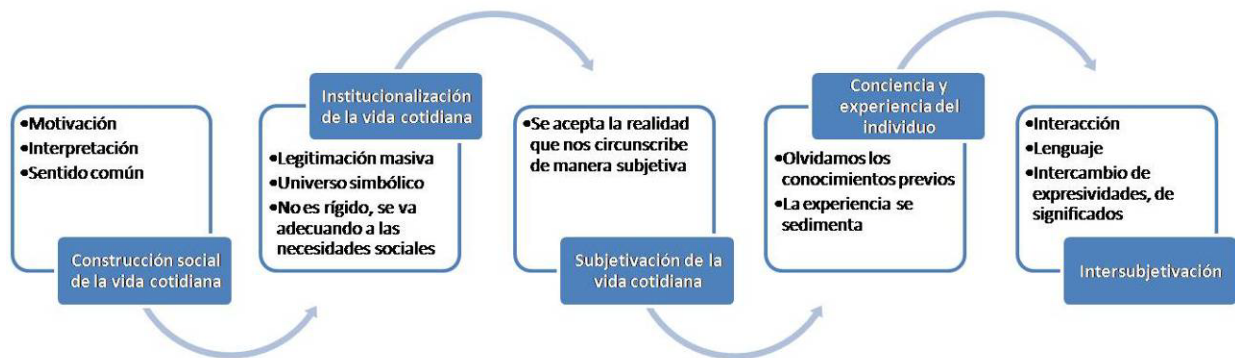 •Motivación
•Interpretación
•Sentido común
Construcción social
de la vida cotidiana
Institucionalización
de la vida cotidiana
•Legitimación masiva
•Universo simbólico
•No es rígido, se va
adecuando a las
necesidades sociales
•Se acepta la realidad
que nos circunscribe
de manera subjetiva
Subjetivación de la
vida cotidiana
Conciencia y
experiencia del
individuo
•Olvidamos los
conocimientos previos
•La experiencia se
sedimenta
•Interacción
•Lenguaje
•Intercambio de
expresividades, de
significados
Intersubjetivación